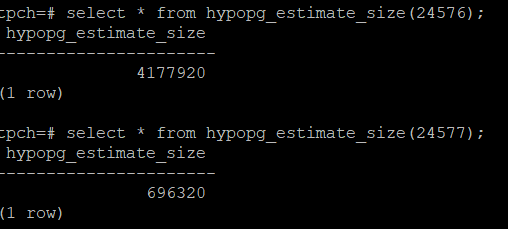 tpch=# select * from hypopg_estimate_size(24576);
hypopg_estimate_size
----------------------
4177920
(1 row)
tpch=# select * from hypopg_estimate_size(24577);
hypopg_estimate_size
----------------------
696320
(1 row)